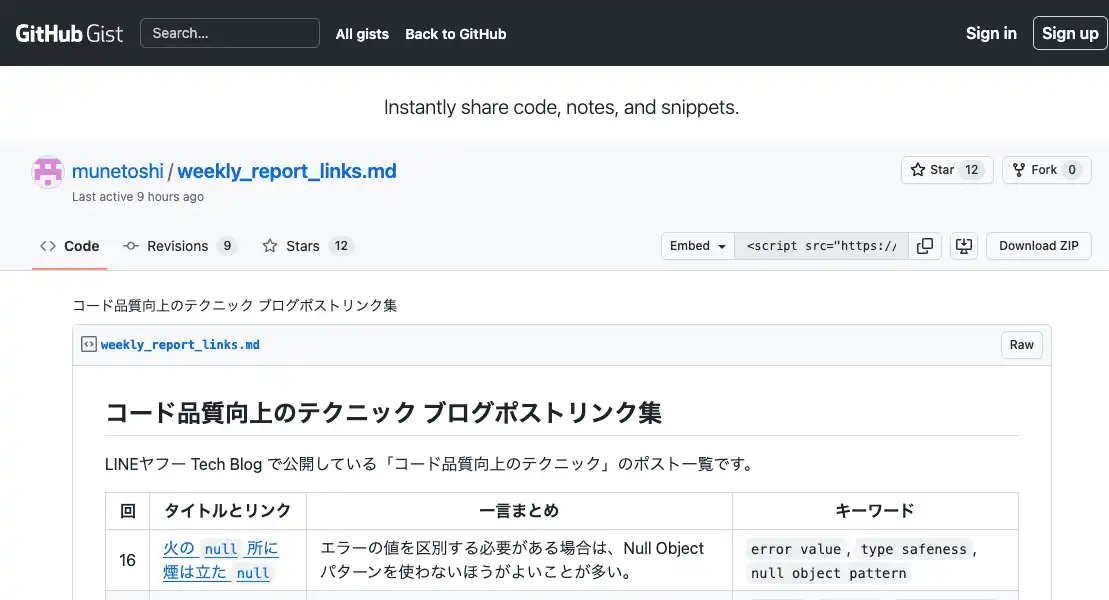 GitHub Gist Search... All gists Back to GitHub Sign in Sign up
Instantly share code, notes, and snippets.
munetoshi / weekly_report_links.md Star 12 Fork 0
Last active 9 hours ago
Code Revisions 9 Stars 12 Embed <script src="https:// Download ZIP
コード品質向上のテクニック ブログポストリンク集
weekly_report_links.md Raw
コード品質向上のテクニック ブログポストリンク集
LINEヤフー Tech Blog で公開している「コード品質向上のテクニック」のポスト一覧です。
回 タイトルとリンク 一言まとめ キーワード
16
火の null 所に
煙は立た null
エラーの値を区別する必要がある場合は、Null Object
パターンを使わないほうがよいことが多い。
error value, type safeness,
null object pattern